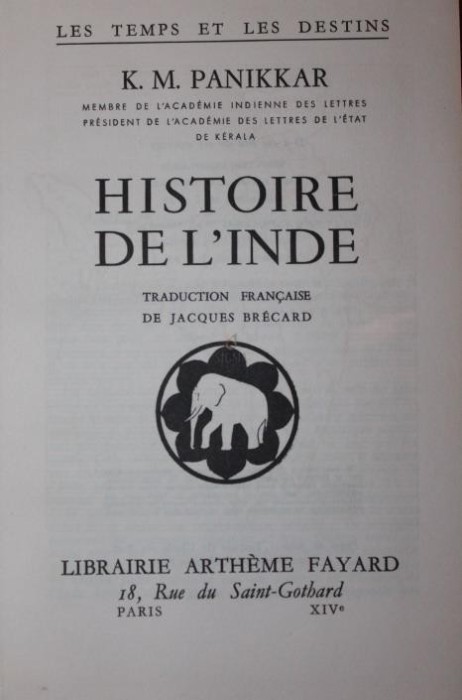 LES TEMPS ET LES DESTINS
K. M. PANIKKAR
MEMBRE DE L'ACADÉMIE INDIENNE DES LETTRES
PRÉSIDENT DE L'ACADÉMIE DES LETTRES DE L'ÉTAT
DE KÉRALA
HISTOIRE
DE L'INDE
TRADUCTION FRANÇAISE
DE JACQUES BRÉCARD
LIBRAIRIE ARTHÈME FAYARD
18, Rue du Saint-Gothard
PARIS XIVe